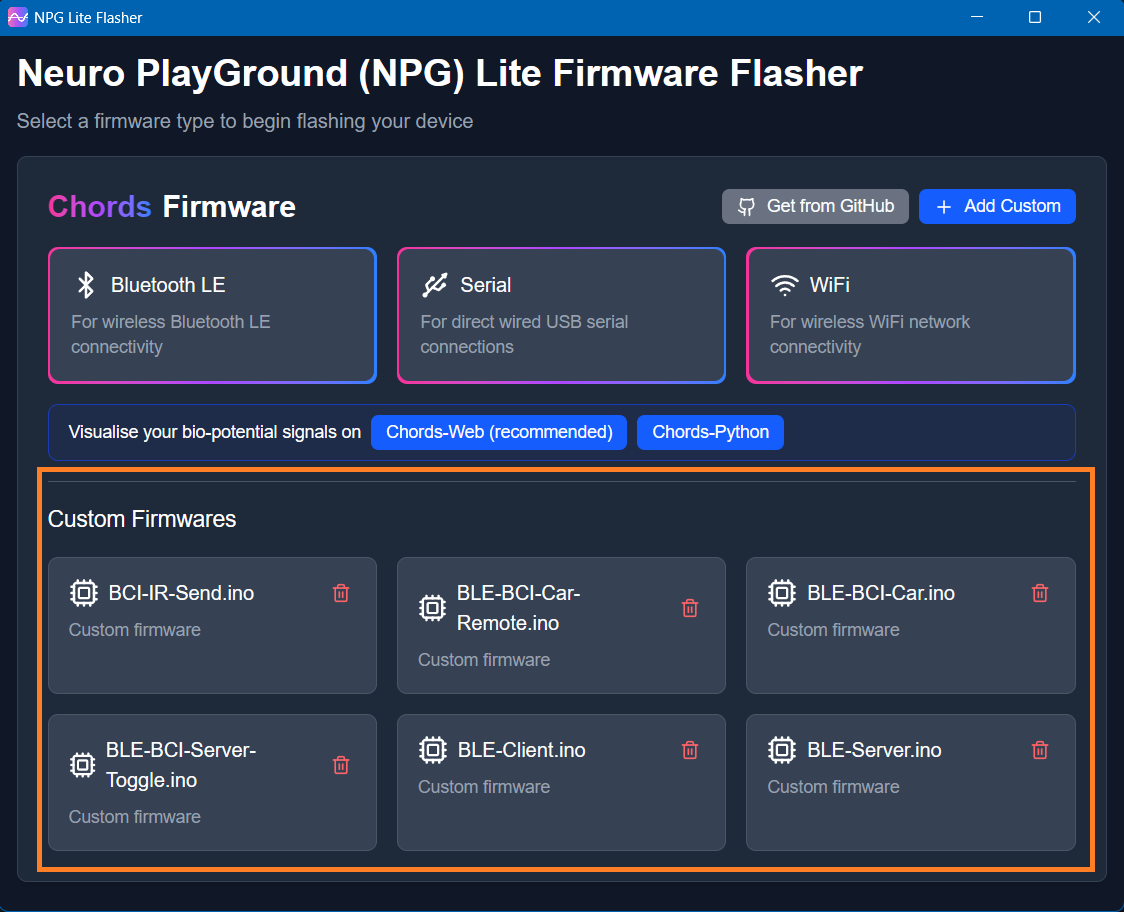 NPG Lite Flasher
Neuro PlayGround (NPG) Lite Firmware Flasher
Select a firmware type to begin flashing your device
Chords Firmware
Get from GitHub
Add Custom
Bluetooth LE
For wireless Bluetooth LE
connectivity
Serial
For direct wired USB serial
connections
WiFi
For wireless WiFi network
connectivity
Visualise your bio-potential signals on
Chords-Web (recommended)
Chords-Python
Custom Firmwares
BCI-IR-Send.ino
Custom firmware
BLE-BCI-Car-
Remote.ino
Custom firmware
BLE-BCI-Car.ino
Custom firmware
BLE-BCI-Server-
Toggle.ino
Custom firmware
BLE-Client.ino
Custom firmware
BLE-Server.ino
Custom firmware